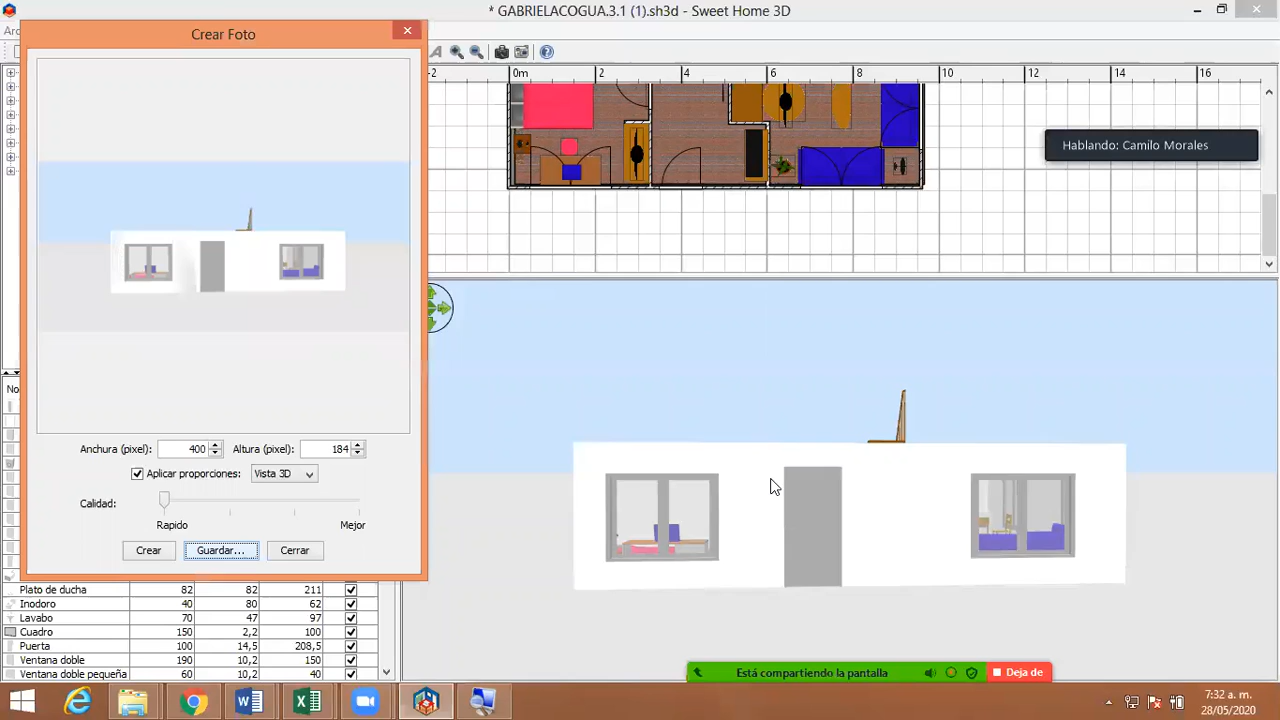 * GABRIELACOGUA.3.1 (1).sh3d - Sweet Home 3D
Crear Foto
-2 0m 2 4 6 8 10 12 14 16
Hablando: Camilo Morales
Anchura (pixel): 400 Altura (pixel): 184
Aplicar proporciones: Vista 3D
Calidad:
Rapido Mejor
Crear Guardar... Cerrar
Plato de ducha 82 82 211
Inodoro 40 80 62
Lavabo 70 47 97
Cuadro 150 2,2 100
Puerta 100 14,5 208,5
Ventana doble 190 10,2 150
Ventana doble pequeña 60 10,2 40
Está compartiendo la pantalla Deja de
7:32 a. m.
28/05/2020